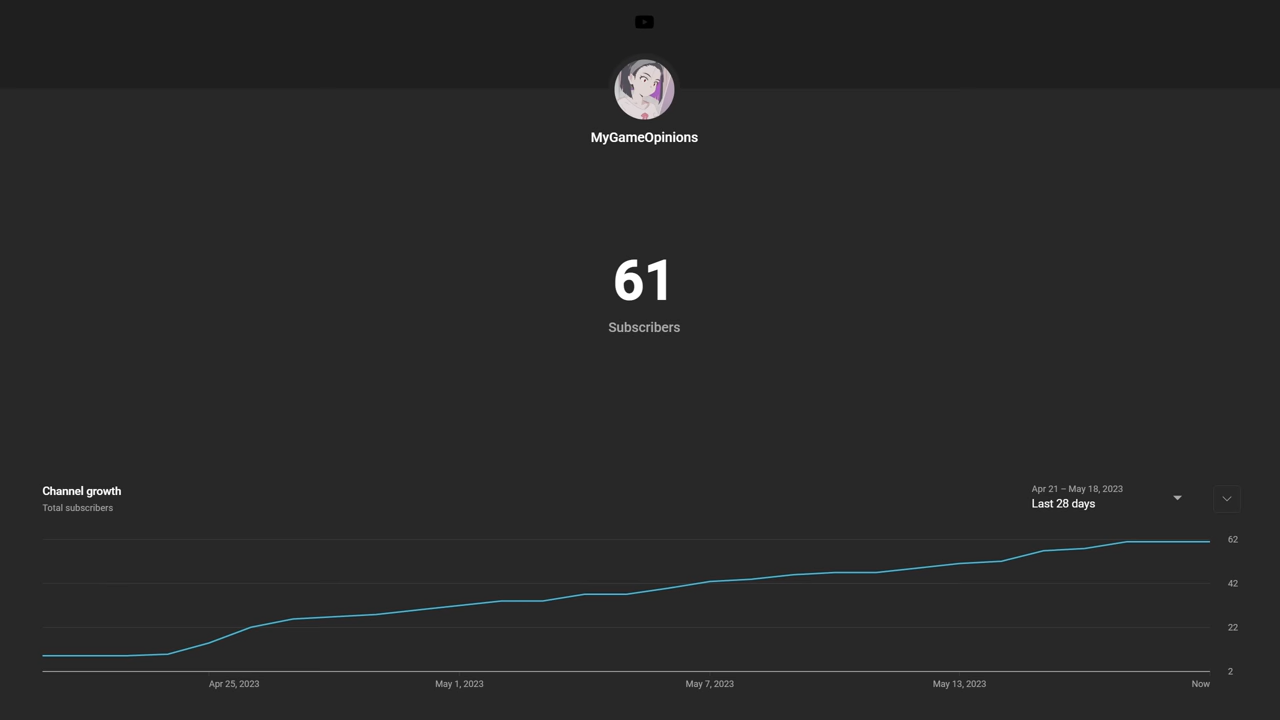 MyGameOpinions
61
Subscribers
Channel growth
Total subscribers
Apr 21 – May 18, 2023
Last 28 days
62
42
22
2
Apr 25, 2023
May 1, 2023
May 7, 2023
May 13, 2023
Now